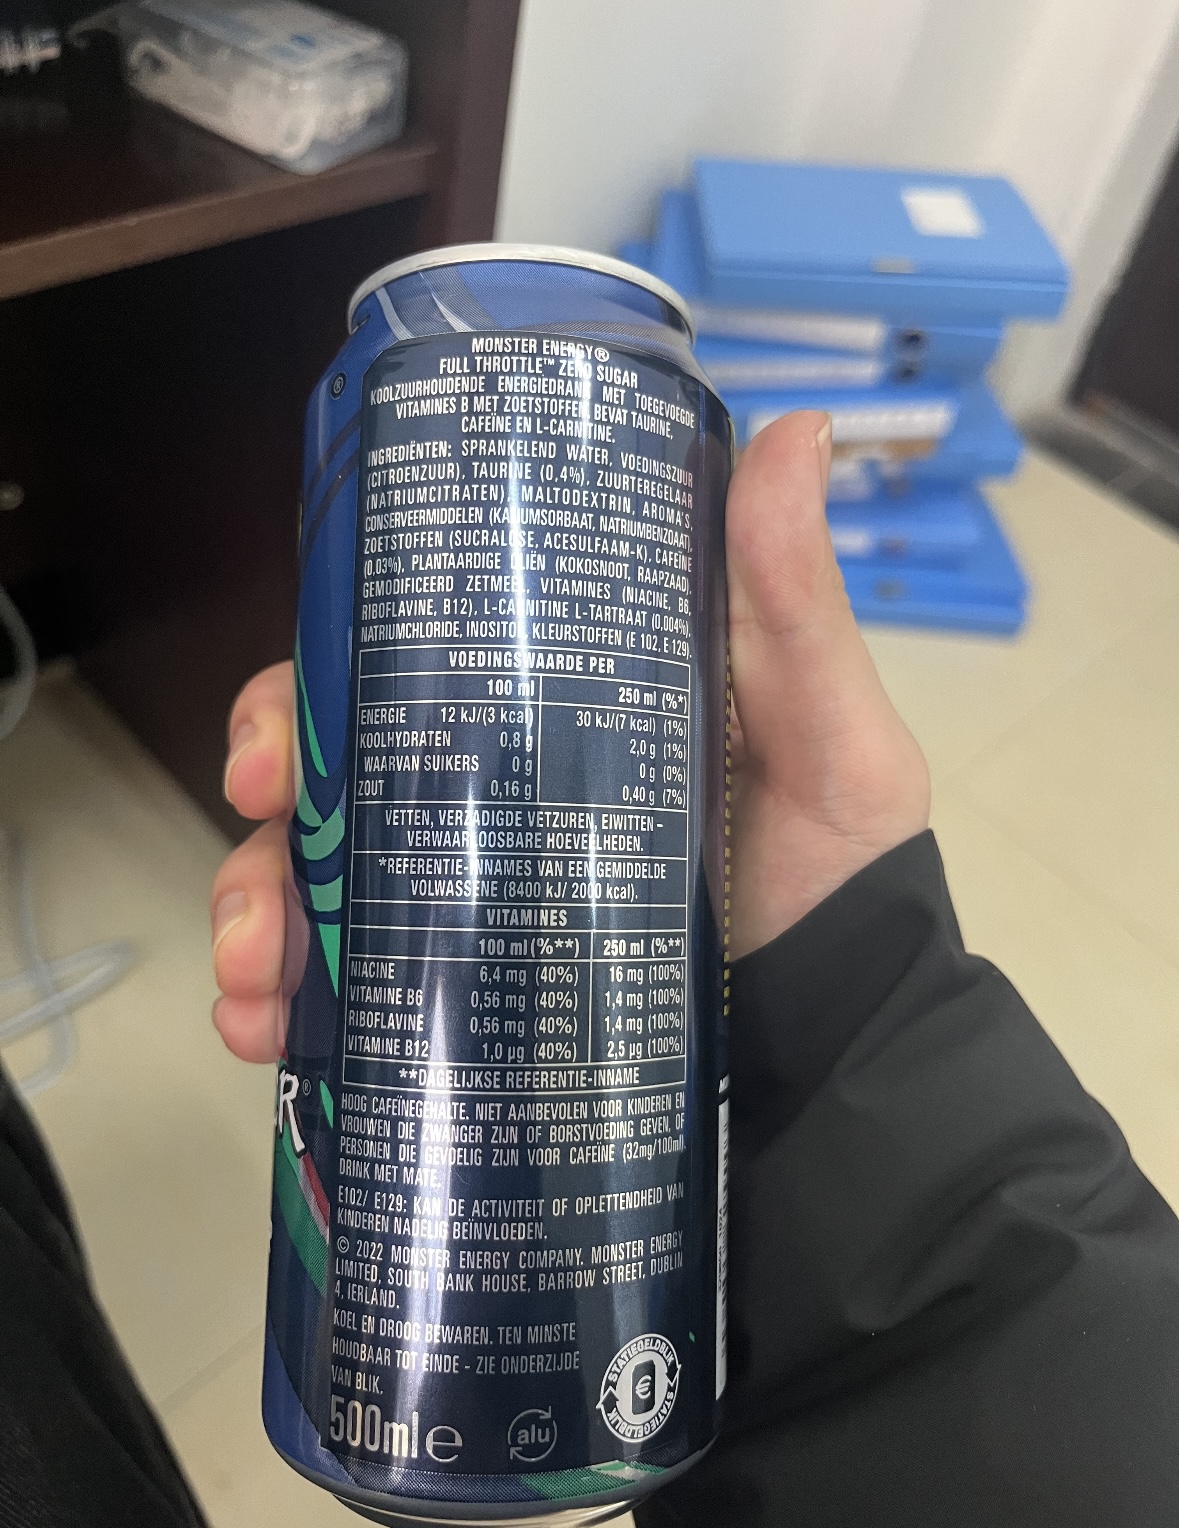 MONSTER ENERGY®
FULL THROTTLE™ ZERO SUGAR
KOOLZUURHOUDENDE ENERGIEDRANK MET TOEGEVOEGDE
VITAMINES B MET ZOETSTOFFEN. BEVAT TAURINE,
CAFEÏNE EN L-CARNITINE.
INGREDIËNTEN: SPRANKELEND WATER, VOEDINGSZUUR
(CITROENZUUR), TAURINE (0,4%), ZUURTEREGELAAR
(NATRIUMCITRATEN), MALTODEXTRIN, AROMA'S,
CONSERVEERMIDDELEN (KALIUMSORBAAT, NATRIUMBENZOAAT),
ZOETSTOFFEN (SUCRALOSE, ACESULFAAM-K), CAFEÏNE
(0,03%), PLANTAARDIGE OLIËN (KOKOSNOOT, RAAPZAAD),
GEMODIFICEERD ZETMEEL, VITAMINES (NIACINE, B6,
RIBOFLAVINE, B12), L-CARNITINE L-TARTRAAT (0,004%),
NATRIUMCHLORIDE, INOSITOL, KLEURSTOFFEN (E 102, E 129).
VOEDINGSWAARDE PER
100 ml 250 ml (%*)
ENERGIE 12 kJ/(3 kcal) 30 kJ/(7 kcal) (1%)
KOOLHYDRATEN 0,8 g 2,0 g (1%)
WAARVAN SUIKERS 0 g 0 g (0%)
ZOUT 0,16 g 0,40 g (7%)
VETTEN, VERZADIGDE VETZUREN, EIWITTEN -
VERWAARLOOSBARE HOEVEELHEDEN.
*REFERENTIE-INNAMES VAN EEN GEMIDDELDE
VOLWASSENE (8400 kJ/ 2000 kcal).
VITAMINES
100 ml (%**) 250 ml (%**)
NIACINE 6,4 mg (40%) 16 mg (100%)
VITAMINE B6 0,56 mg (40%) 1,4 mg (100%)
RIBOFLAVINE 0,56 mg (40%) 1,4 mg (100%)
VITAMINE B12 1,0 µg (40%) 2,5 µg (100%)
**DAGELIJKSE REFERENTIE-INNAME
HOOG CAFEÏNEGEHALTE. NIET AANBEVOLEN VOOR KINDEREN EN
VROUWEN DIE ZWANGER ZIJN OF BORSTVOEDING GEVEN, OF
PERSONEN DIE GEVOELIG ZIJN VOOR CAFEÏNE (32mg/100ml).
DRINK MET MATE.
E102/ E129: KAN DE ACTIVITEIT OF OPLETTENDHEID VAN
KINDEREN NADELIG BEÏNVLOEDEN.
© 2022 MONSTER ENERGY COMPANY. MONSTER ENERGY
LIMITED, SOUTH BANK HOUSE, BARROW STREET, DUBLIN
4, IERLAND.
KOEL EN DROOG BEWAREN. TEN MINSTE
HOUDBAAR TOT EINDE - ZIE ONDERZIJDE
VAN BLIK.
500ml e
alu
STATIEGELDBLIK
€
STATIEGELDBLIK
R®
®